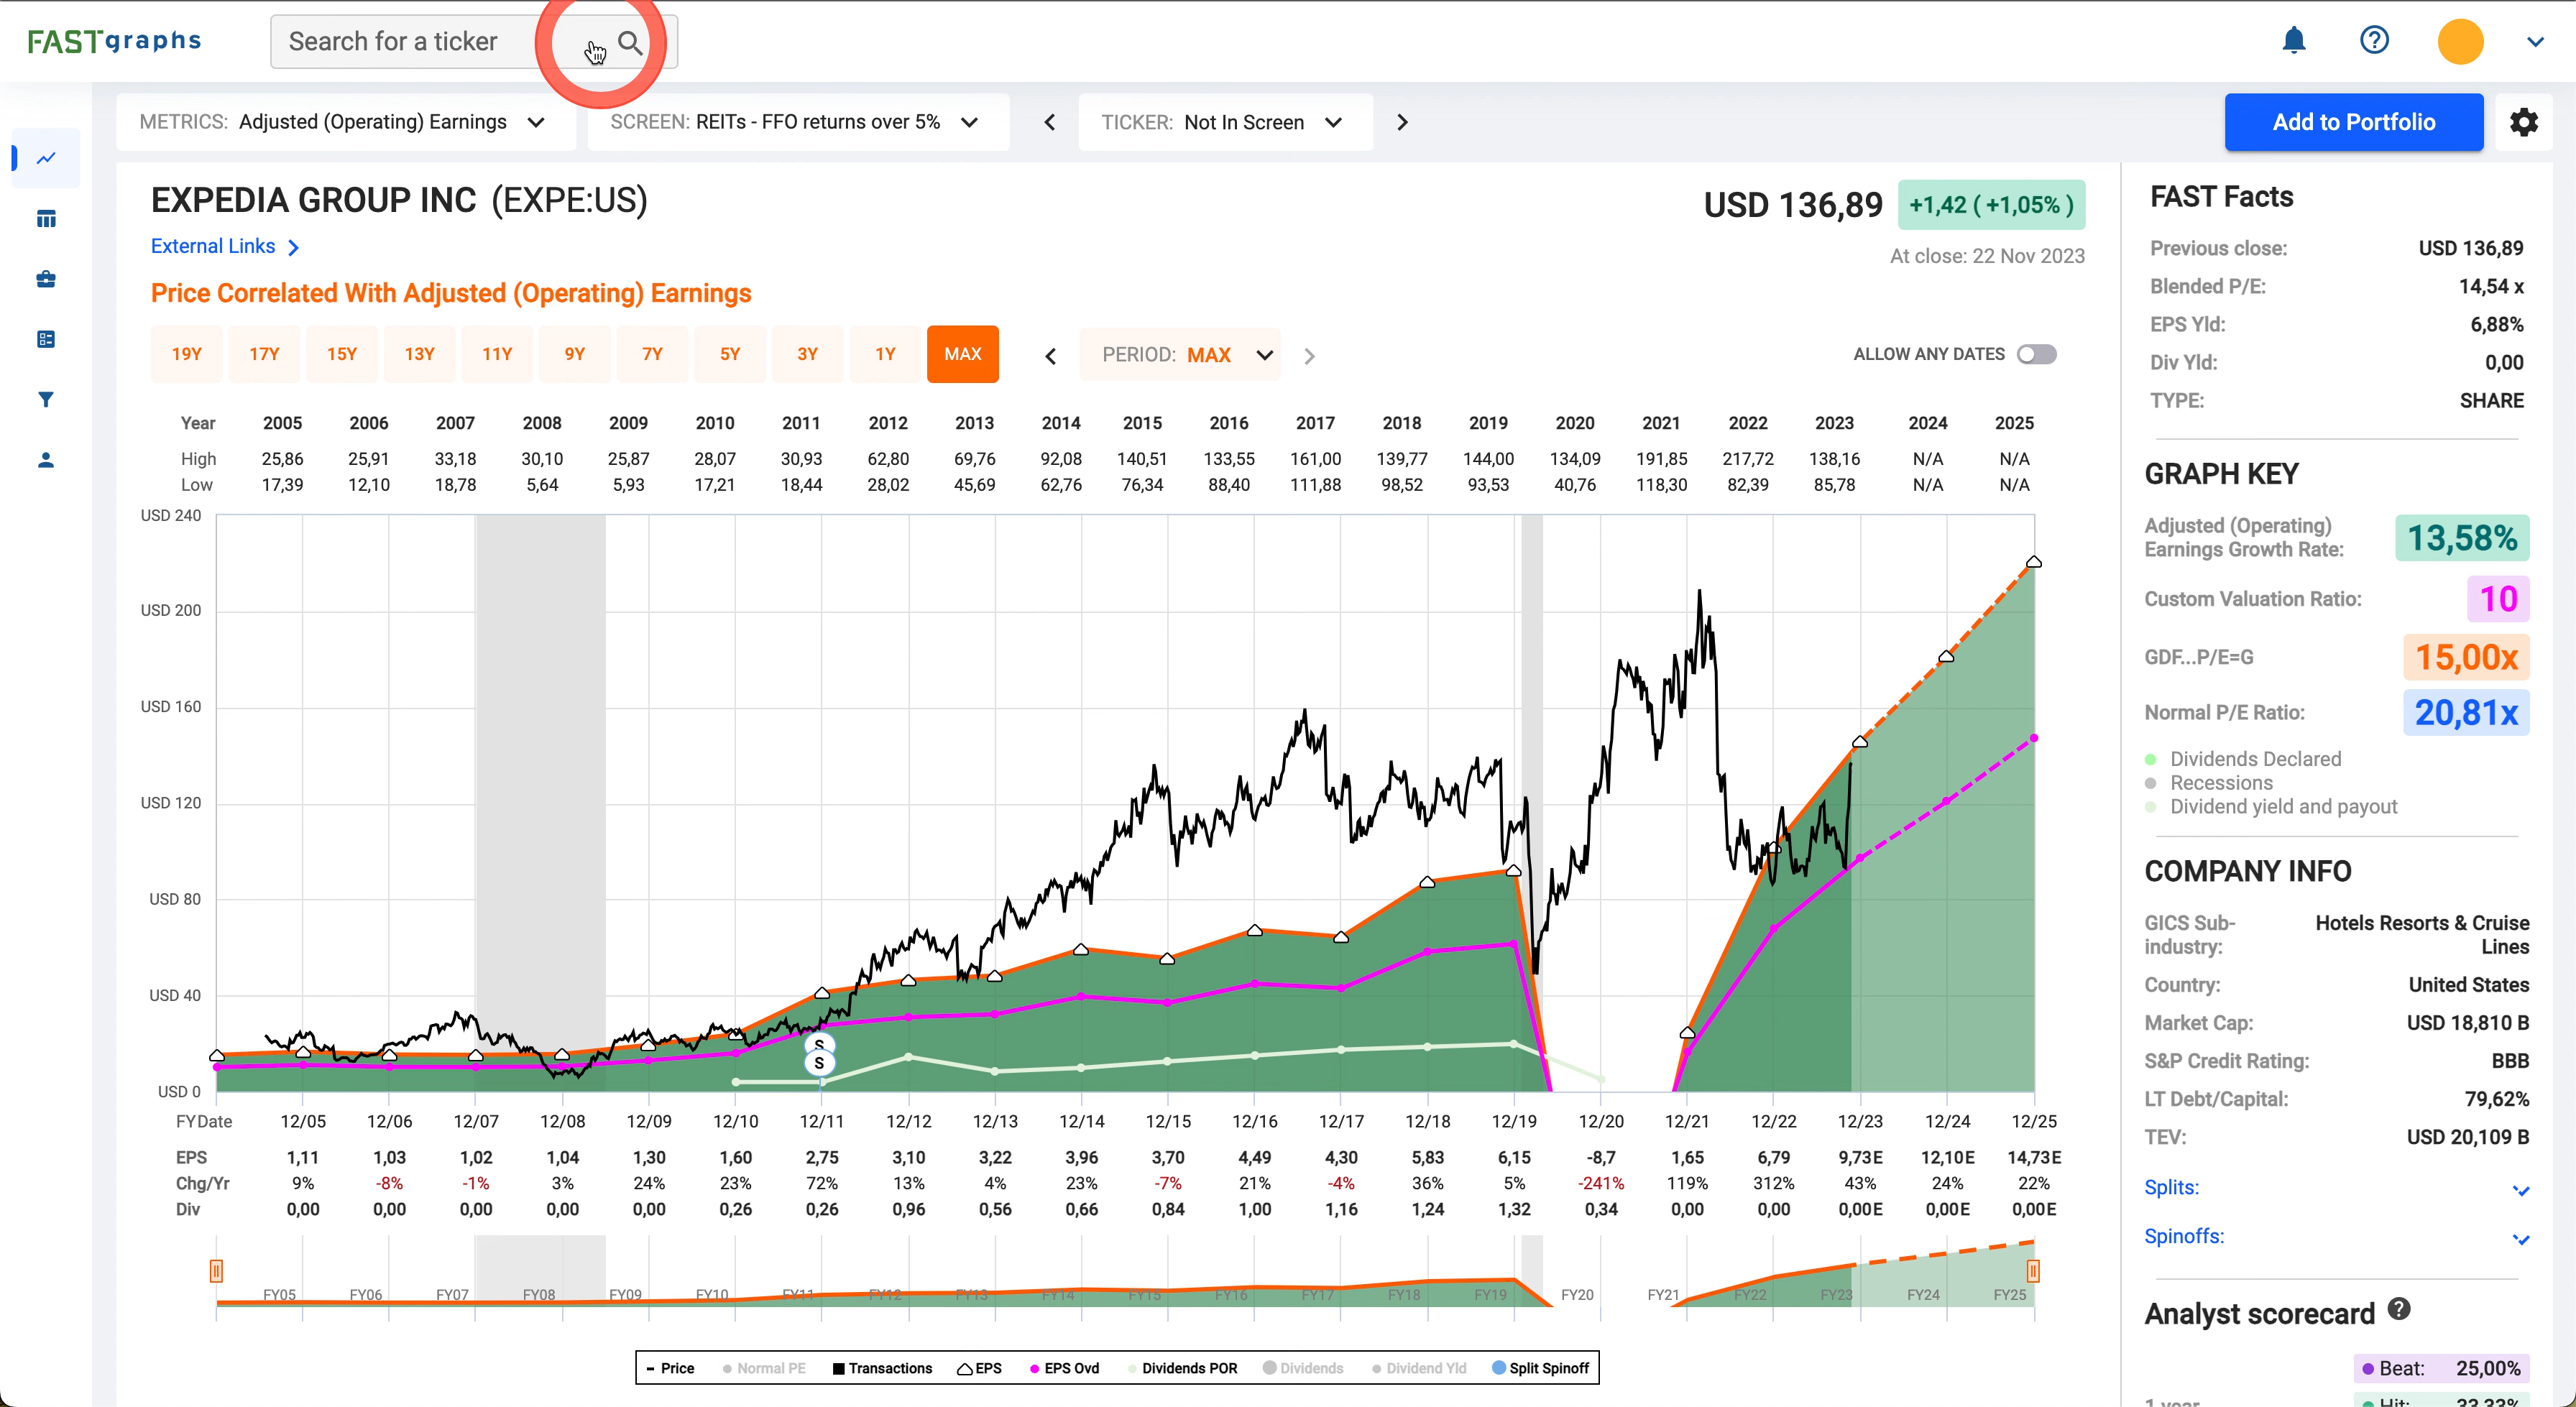 FASTgraphs
Search for a ticker
METRICS: Adjusted (Operating) Earnings
SCREEN: REITs - FFO returns over 5%
TICKER: Not In Screen
Add to Portfolio
EXPEDIA GROUP INC (EXPE:US)
USD 136,89 +1,42 ( +1,05% )
External Links
At close: 22 Nov 2023
Price Correlated With Adjusted (Operating) Earnings
19Y 17Y 15Y 13Y 11Y 9Y 7Y 5Y 3Y 1Y MAX
PERIOD: MAX
ALLOW ANY DATES
Year 2005 2006 2007 2008 2009 2010 2011 2012 2013 2014 2015 2016 2017 2018 2019 2020 2021 2022 2023 2024 2025
High 25,86 25,91 33,18 30,10 25,87 28,07 30,93 62,80 69,76 92,08 140,51 133,55 161,00 139,77 144,00 134,09 191,85 217,72 138,16 N/A N/A
Low 17,39 12,10 18,78 5,64 5,93 17,21 18,44 28,02 45,69 62,76 76,34 88,40 111,88 98,52 93,53 40,76 118,30 82,39 85,78 N/A N/A
USD 240
USD 200
USD 160
USD 120
USD 80
USD 40
USD 0
S
S
FYDate 12/05 12/06 12/07 12/08 12/09 12/10 12/11 12/12 12/13 12/14 12/15 12/16 12/17 12/18 12/19 12/20 12/21 12/22 12/23 12/24 12/25
EPS 1,11 1,03 1,02 1,04 1,30 1,60 2,75 3,10 3,22 3,96 3,70 4,49 4,30 5,83 6,15 -8,7 1,65 6,79 9,73E 12,10E 14,73E
Chg/Yr 9% -8% -1% 3% 24% 23% 72% 13% 4% 23% -7% 21% -4% 36% 5% -241% 119% 312% 43% 24% 22%
Div 0,00 0,00 0,00 0,00 0,00 0,26 0,26 0,96 0,56 0,66 0,84 1,00 1,16 1,24 1,32 0,34 0,00 0,00 0,00E 0,00E 0,00E
FY05 FY06 FY07 FY08 FY09 FY10 FY11 FY12 FY13 FY14 FY15 FY16 FY17 FY18 FY19 FY20 FY21 FY22 FY23 FY24 FY25
Price Normal PE Transactions EPS EPS Ovd Dividends POR Dividends Dividend Yld Split Spinoff
FAST Facts
Previous close: USD 136,89
Blended P/E: 14,54 x
EPS Yld: 6,88%
Div Yld: 0,00
TYPE: SHARE
GRAPH KEY
Adjusted (Operating)
Earnings Growth Rate: 13,58%
Custom Valuation Ratio: 10
GDF...P/E=G 15,00x
Normal P/E Ratio: 20,81x
Dividends Declared
Recessions
Dividend yield and payout
COMPANY INFO
GICS Sub- Hotels Resorts & Cruise
industry: Lines
Country: United States
Market Cap: USD 18,810 B
S&P Credit Rating: BBB
LT Debt/Capital: 79,62%
TEV: USD 20,109 B
Splits:
Spinoffs:
Analyst scorecard ?
Beat: 25,00%
1 year Hit: 33,33%